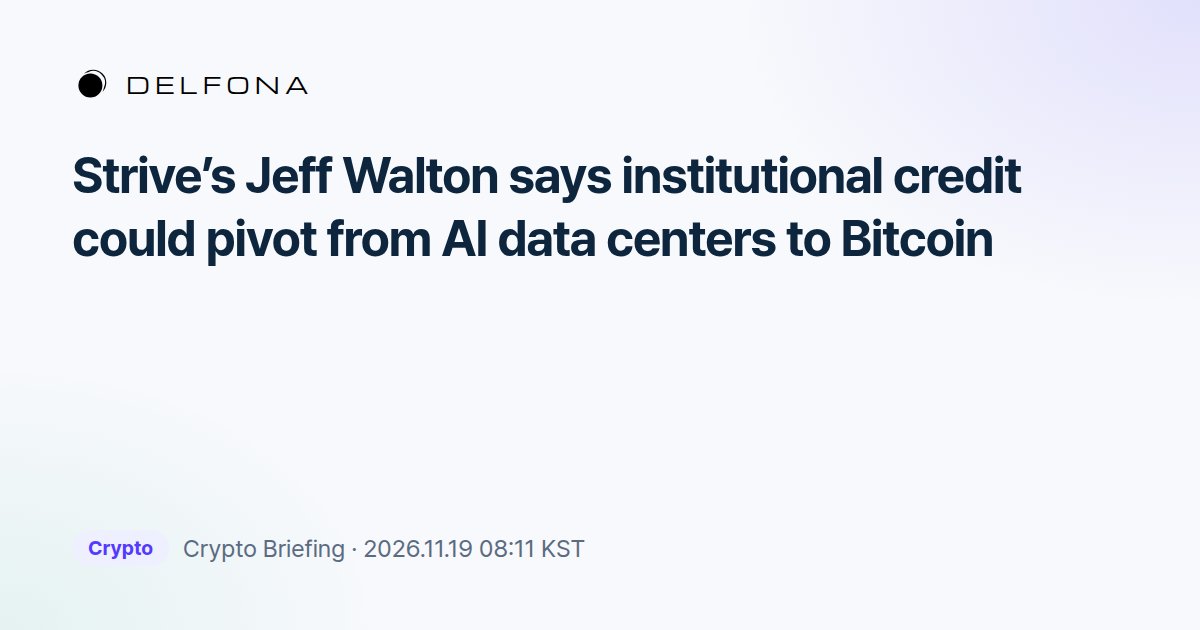 DELFONA
Strive’s Jeff Walton says institutional credit
could pivot from AI data centers to Bitcoin
Crypto Crypto Briefing · 2026.11.19 08:11 KST